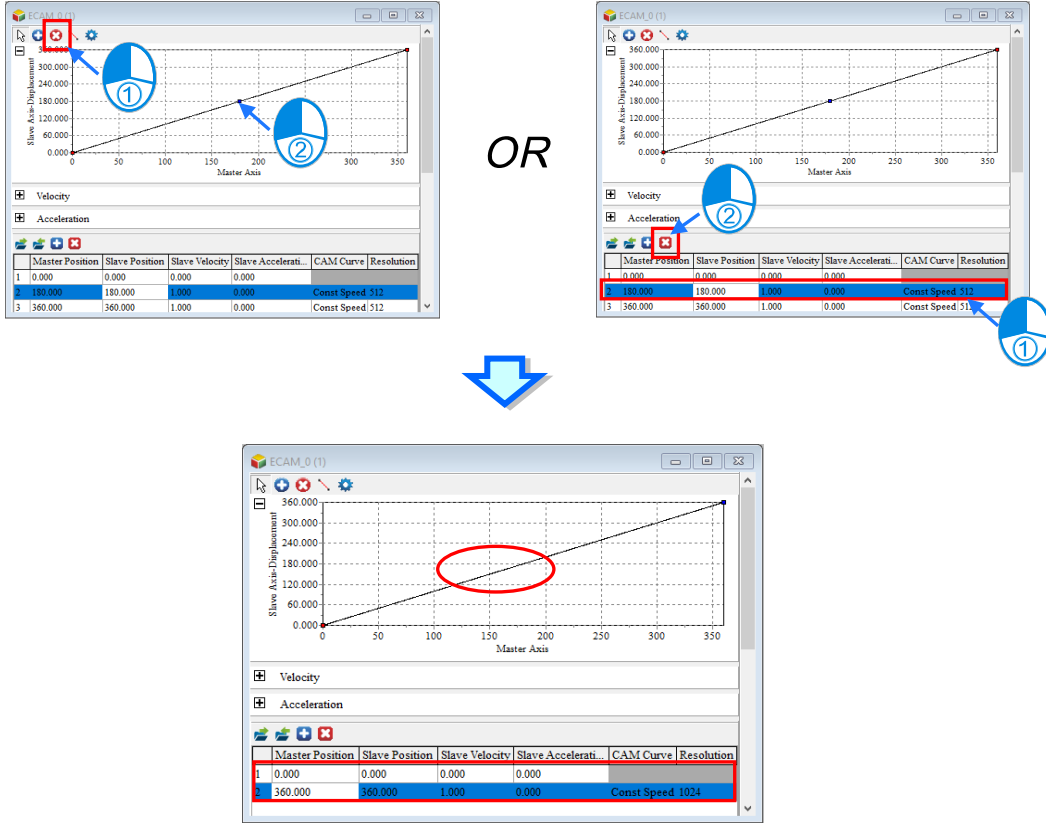 ECAM_0 (1)
360.000
300.000
240.000
180.000
120.000
60.000
0.000
Slave Axis-Displacement
0 50 100 150 200 300 350
Master Axis
Velocity
Acceleration
Master Position Slave Position Slave Velocity Slave Accelerati... CAM Curve Resolution
1 0.000 0.000 0.000 0.000
2 180.000 180.000 1.000 0.000 Const Speed 512
3 360.000 360.000 1.000 0.000 Const Speed 512
①
②
OR
ECAM_0 (1)
360.000
300.000
240.000
180.000
120.000
60.000
0.000
Slave Axis-Displacement
0 50 100 150 200 250 300 350
Master Axis
Velocity
Acceleration
②
Master Position Slave Position Slave Velocity Slave Accelerati... CAM Curve Resolution
1 0.000 0.000 0.000 0.000
2 180.000 180.000 1.000 0.000 Const Speed 512
3 360.000 360.000 1.000 0.000 Const Speed
①
ECAM_0 (1)
360.000
300.000
240.000
180.000
120.000
60.000
0.000
Slave Axis-Displacement
0 50 100 150 200 250 300 350
Master Axis
Velocity
Acceleration
Master Position Slave Position Slave Velocity Slave Accelerati... CAM Curve Resolution
1 0.000 0.000 0.000 0.000
2 360.000 360.000 1.000 0.000 Const Speed 1024